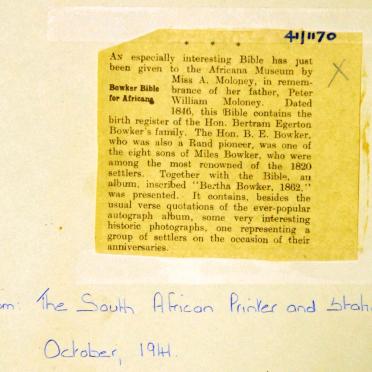 41/1170
* * *
AN especially interesting Bible has just
been given to the Africana Museum by
Bowker Bible
for Africana
Miss A. Moloney, in remem-
brance of her father, Peter
William Moloney. Dated
1846, this Bible contains the
birth register of the Hon. Bertram Egerton
Bowker's family. The Hon. B. E. Bowker,
who was also a Rand pioneer, was one of
the eight sons of Miles Bowker, who were
among the most renowned of the 1820
settlers. Together with the Bible, an
album, inscribed "Bertha Bowker, 1862,"
was presented. It contains, besides the
usual verse quotations of the ever-popular
autograph album, some very interesting
historic photographs, one representing a
group of settlers on the occasion of their
anniversaries.
om: The South African Printer and Stati
October, 1941.